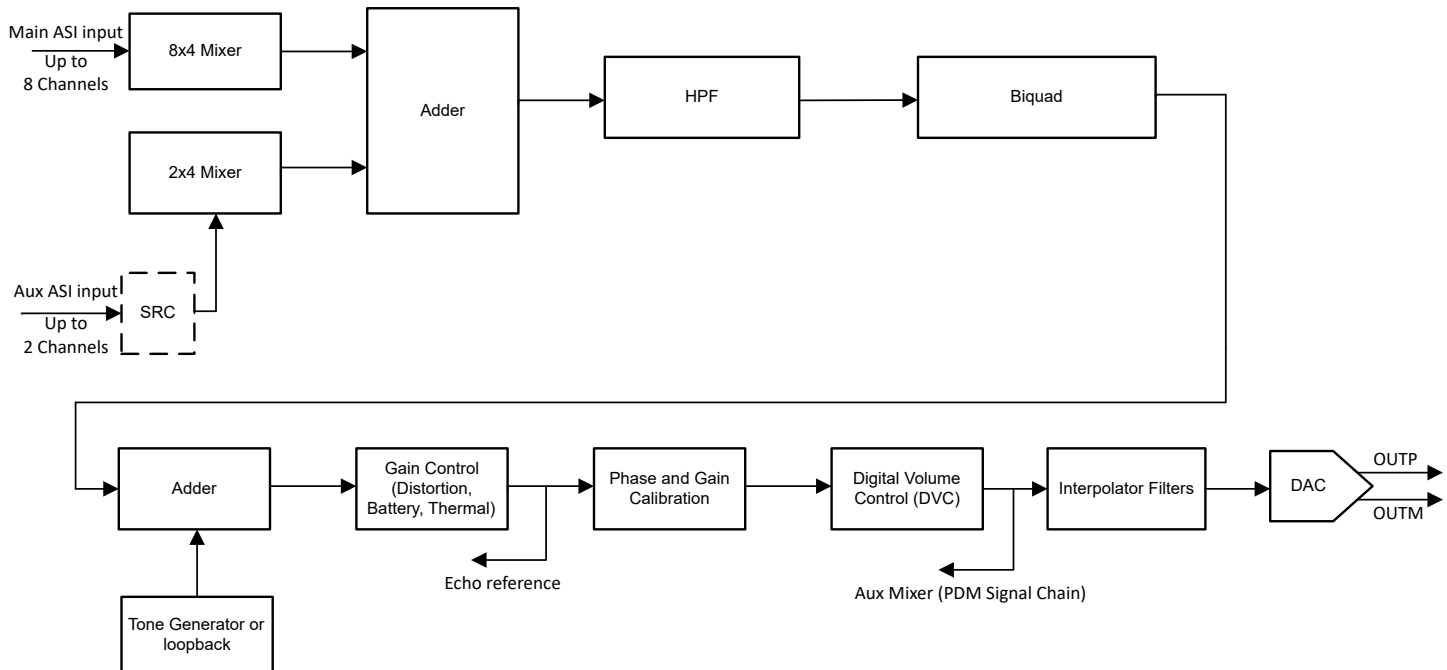 Main ASI input
Up to
8 Channels
8x4 Mixer
Adder
HPF
Biquad
2x4 Mixer
Aux ASI input
Up to
2 Channels
SRC
Adder
Gain Control
(Distortion,
Battery, Thermal)
Phase and Gain
Calibration
Digital Volume
Control (DVC)
Interpolator Filters
DAC
OUTP
OUTM
Echo reference
Aux Mixer (PDM Signal Chain)
Tone Generator or
loopback